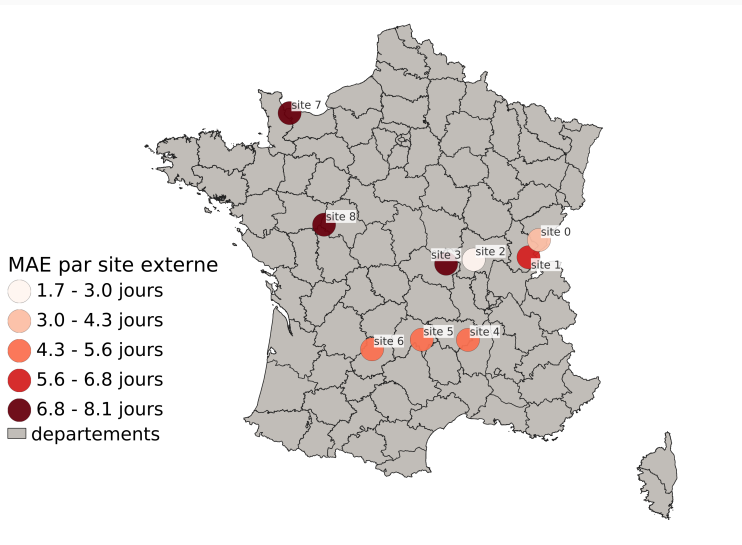 site 7
site 8
site 0
site 2
site 3
site 1
MAE par site externe
1.7 - 3.0 jours
3.0 - 4.3 jours
4.3 - 5.6 jours
5.6 - 6.8 jours
6.8 - 8.1 jours
departements
site 5
site 4
site 6